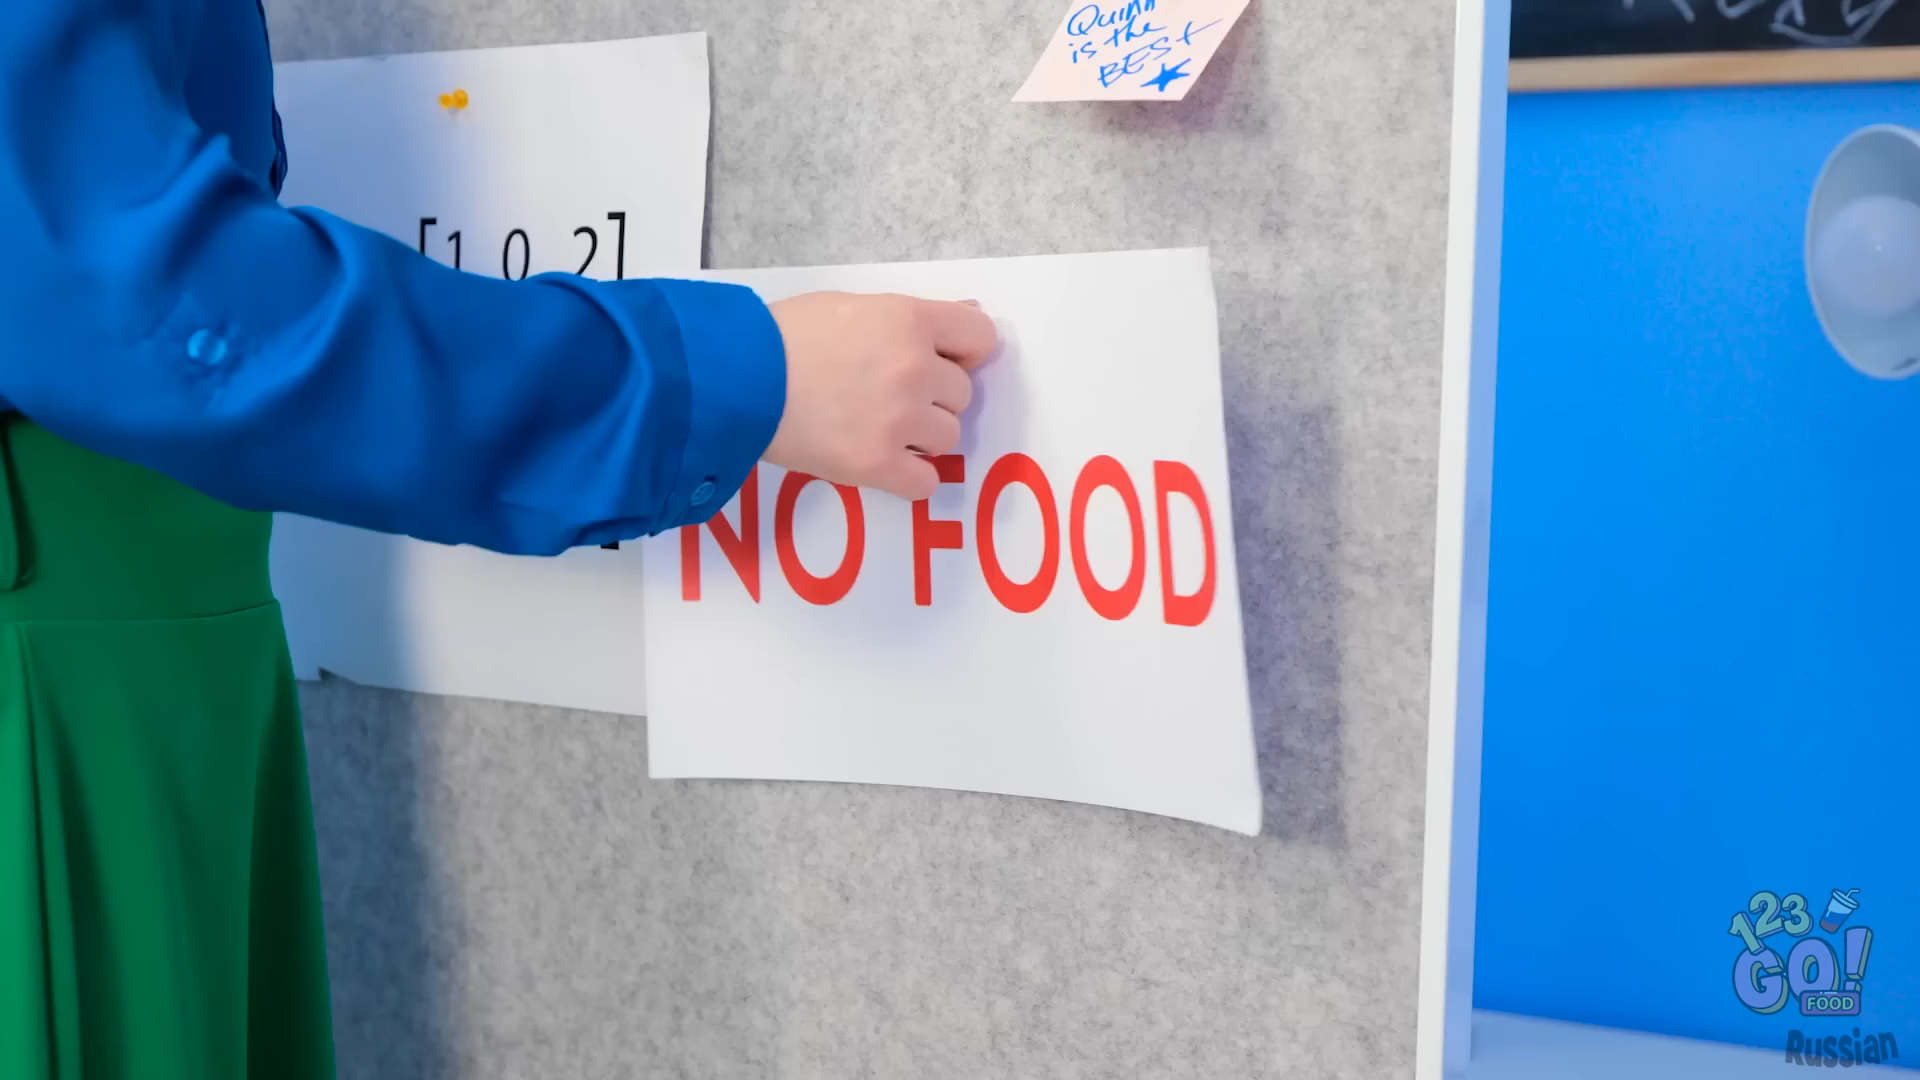 Quinn
is the
BEST
[1 0 2]
NO FOOD
123
GO!
FOOD
Russian